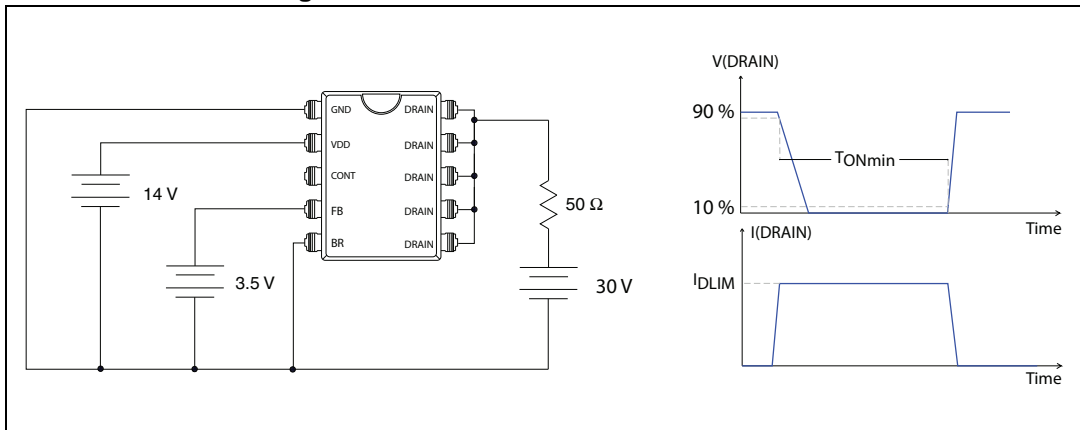 GND
DRAIN
VDD
DRAIN
CONT
DRAIN
FB
DRAIN
BR
DRAIN
14 V
3.5 V
50 Ω
30 V
V(DRAIN)
90 %
TONmin
10 %
Time
I(DRAIN)
IDLIM
Time